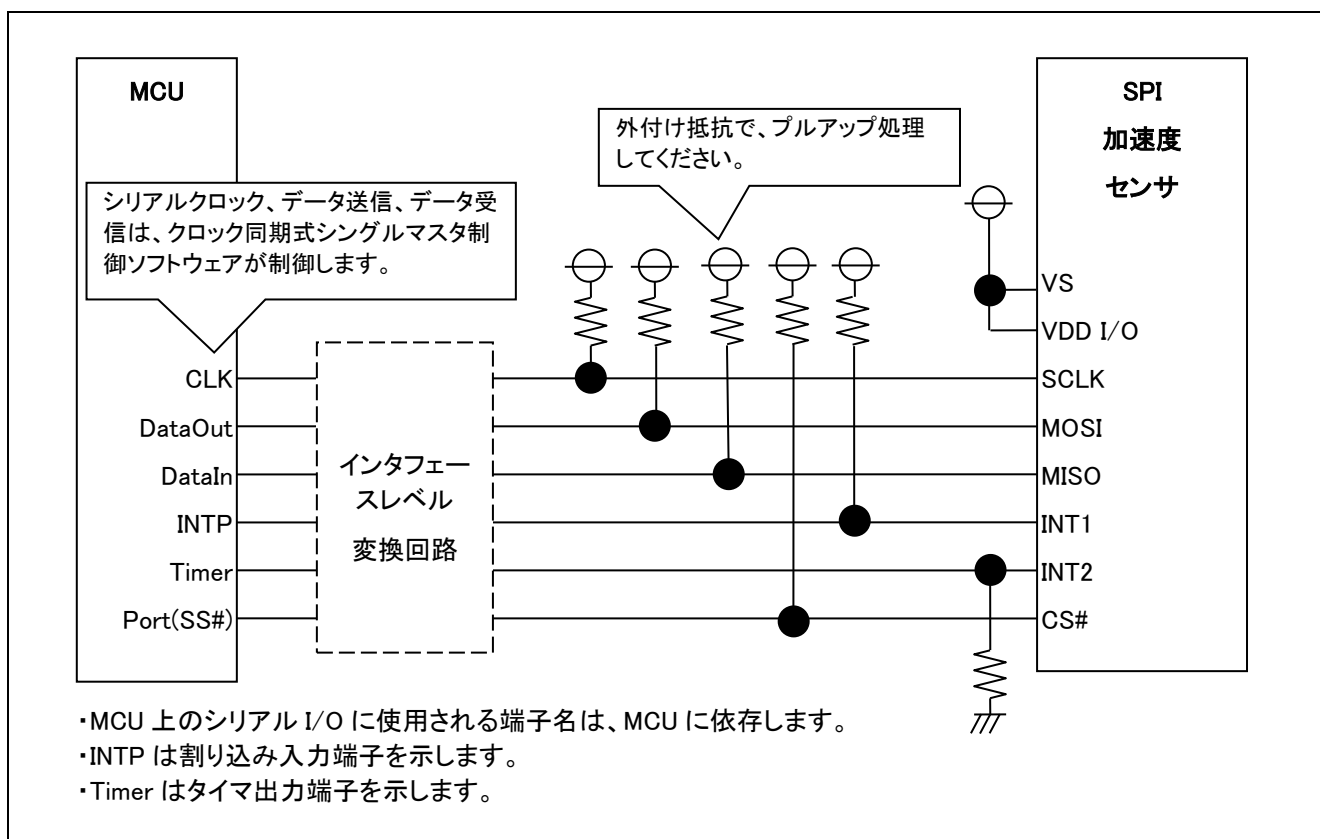 MCU
SPI
加速度
センサ
外付け抵抗で、プルアップ処理
してください。
シリアルクロック、データ送信、データ受
信は、クロック同期式シングルマスタ制
御ソフトウェアが制御します。
VS
VDD I/O
CLK
SCLK
DataOut
MOSI
DataIn
MISO
INTP
INT1
Timer
INT2
Port(SS#)
CS#
インタフェー
スレベル
変換回路
・MCU 上のシリアル I/O に使用される端子名は、MCU に依存します。
・INTP は割り込み入力端子を示します。
・Timer はタイマ出力端子を示します。